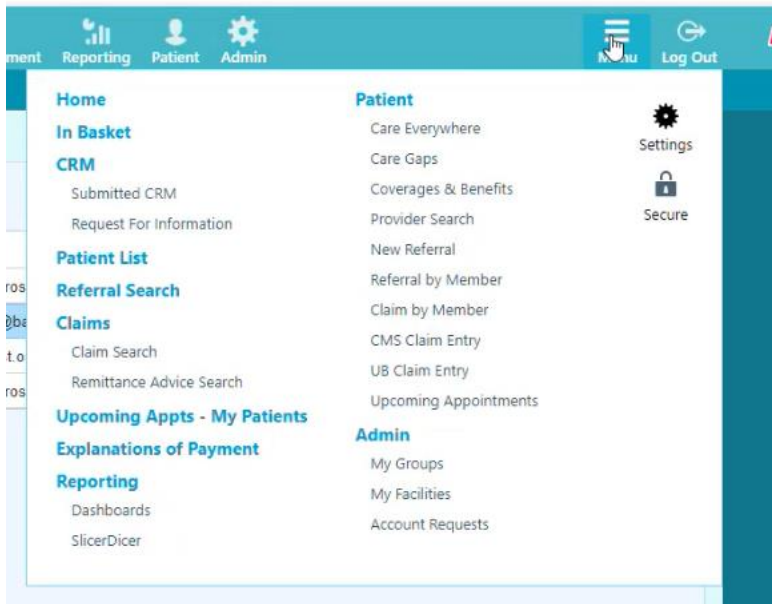 ment Reporting Patient Admin Menu Log Out
Home
In Basket
CRM
Submitted CRM
Request For Information
Patient List
Referral Search
Claims
Claim Search
Remittance Advice Search
Upcoming Appts - My Patients
Explanations of Payment
Reporting
Dashboards
SlicerDicer
Patient
Care Everywhere
Care Gaps
Coverages & Benefits
Provider Search
New Referral
Referral by Member
Claim by Member
CMS Claim Entry
UB Claim Entry
Upcoming Appointments
Admin
My Groups
My Facilities
Account Requests
Settings
Secure
ros
@ba
t.o
ros